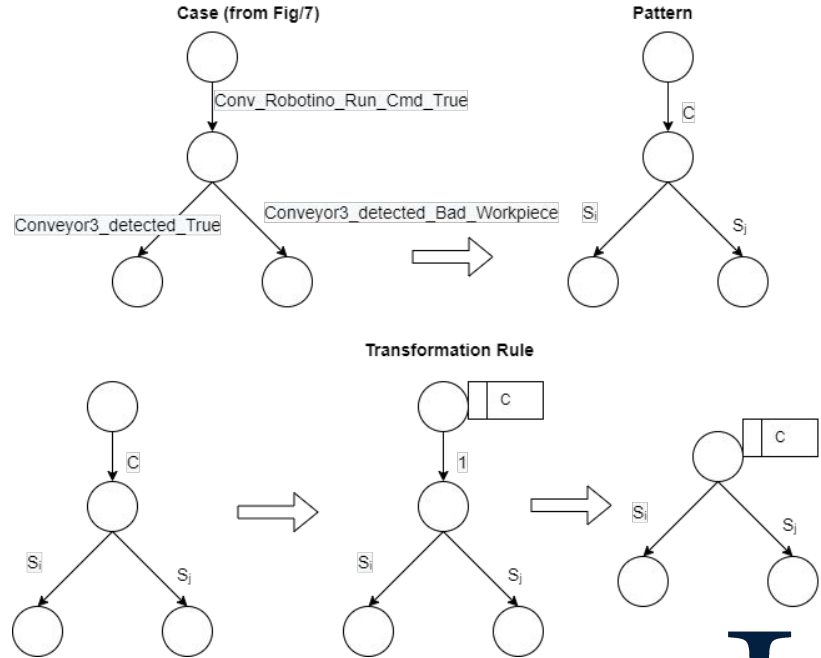 Case (from Fig/7)
Pattern
Conv_Robotino_Run_Cmd_True
C
Conveyor3_detected_True
Conveyor3_detected_Bad_Workpiece
Si
Sj
Transformation Rule
C
C
C
1
Si
Sj
Si
Sj
Si
Sj